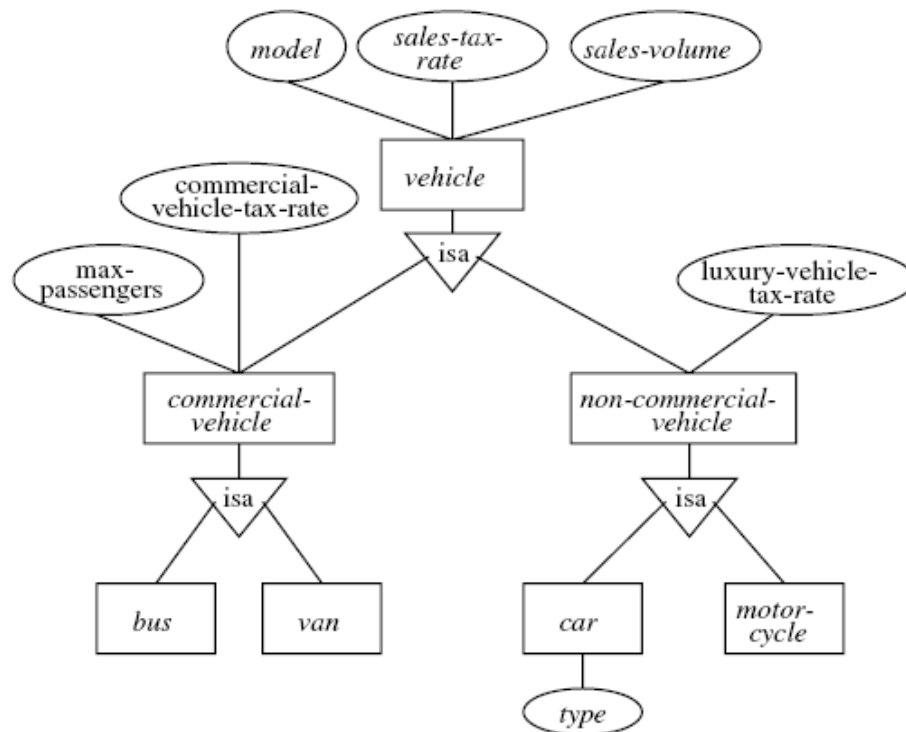 model
sales-tax-
rate
sales-volume
vehicle
commercial-
vehicle-tax-rate
isa
max-
passengers
luxury-vehicle-
tax-rate
commercial-
vehicle
non-commercial-
vehicle
isa
isa
bus
van
car
motor-
cycle
type